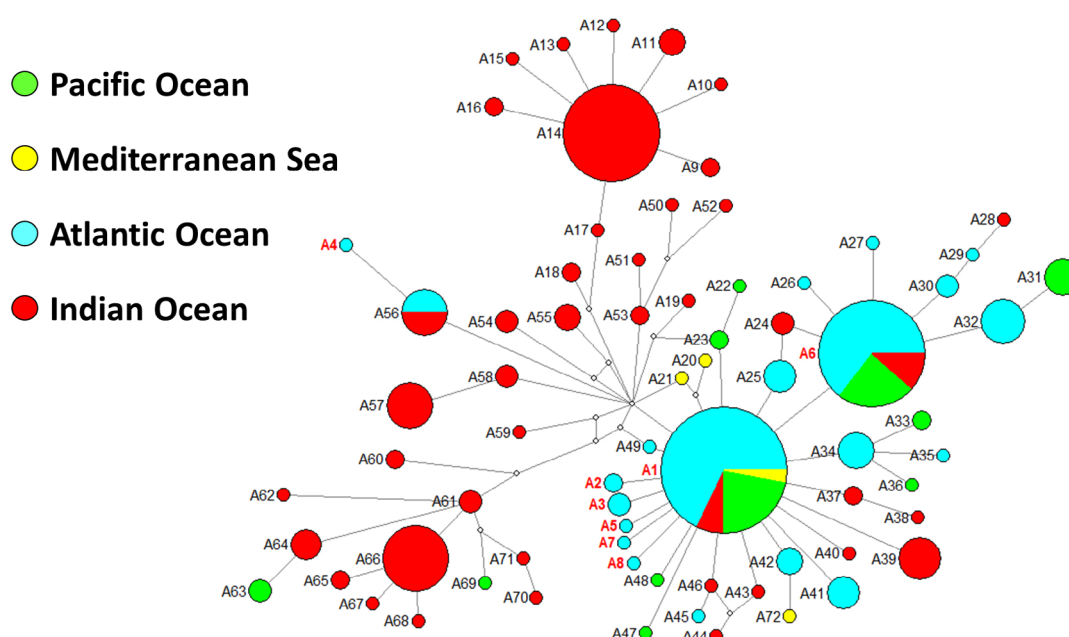 Pacific Ocean
Mediterranean Sea
Atlantic Ocean
Indian Ocean
A12
A13
A11
A15
A10
A16
A14
A9
A50
A52
A17
A4
A28
A27
A29
A51
A18
A31
A26
A30
A22
A19
A56
A54
A55
A53
A24
A32
A23
A6
A20
A58
A21
A25
A57
A33
A59
A49
A34
A35
A60
A1
A2
A36
A62
A61
A3
A37
A38
A5
A7
A64
A40
A66
A71
A8
A42
A39
A65
A48
A63
A69
A46
A43
A41
A67
A70
A45
A72
A68
A47
A44